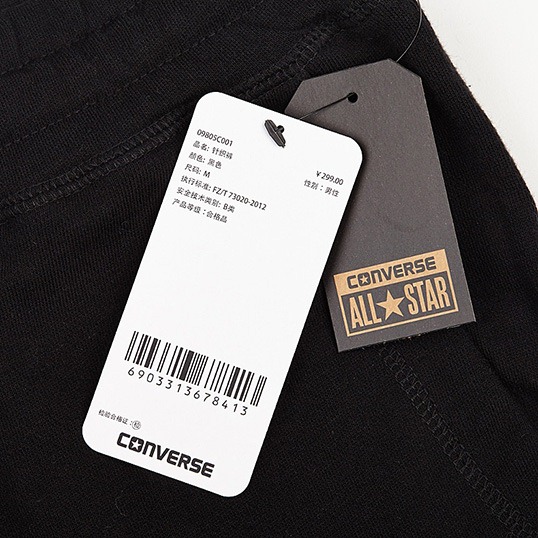 09805C001
品名: 针织裤
颜色: 黑色
尺码: M
执行标准: FZ/T 73020-2012
安全技术类别: B类
产品等级: 合格品
￥299.00
性别: 男性
6903313678413
检验合格证: 检
CONVERSE
CONVERSE
ALL★STAR